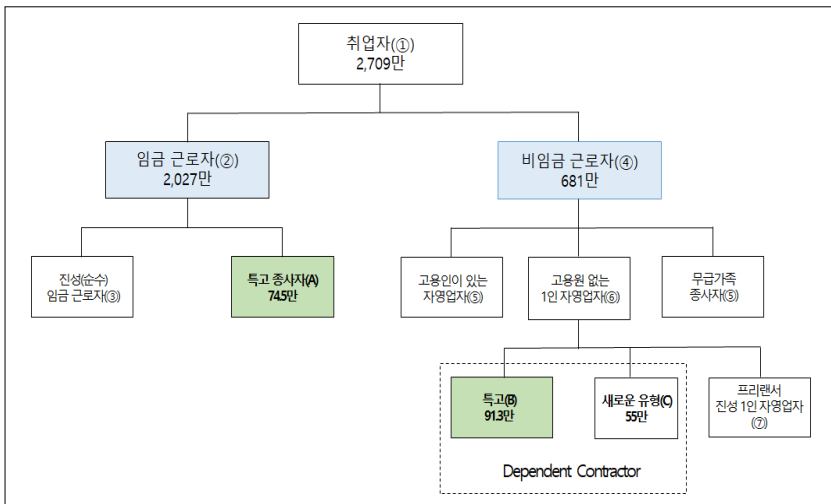 취업자(①)
2,709만
임금 근로자(②)
2,027만
비임금 근로자(④)
681만
진성(순수)
임금 근로자(③)
특고 종사자(A)
74.5만
고용인이 있는
자영업자(⑤)
고용원 없는
1인 자영업자(⑥)
무급가족
종사자(⑤)
특고(B)
91.3만
새로운 유형(C)
55만
프리랜서
진성 1인 자영업자
(⑦)
Dependent Contractor